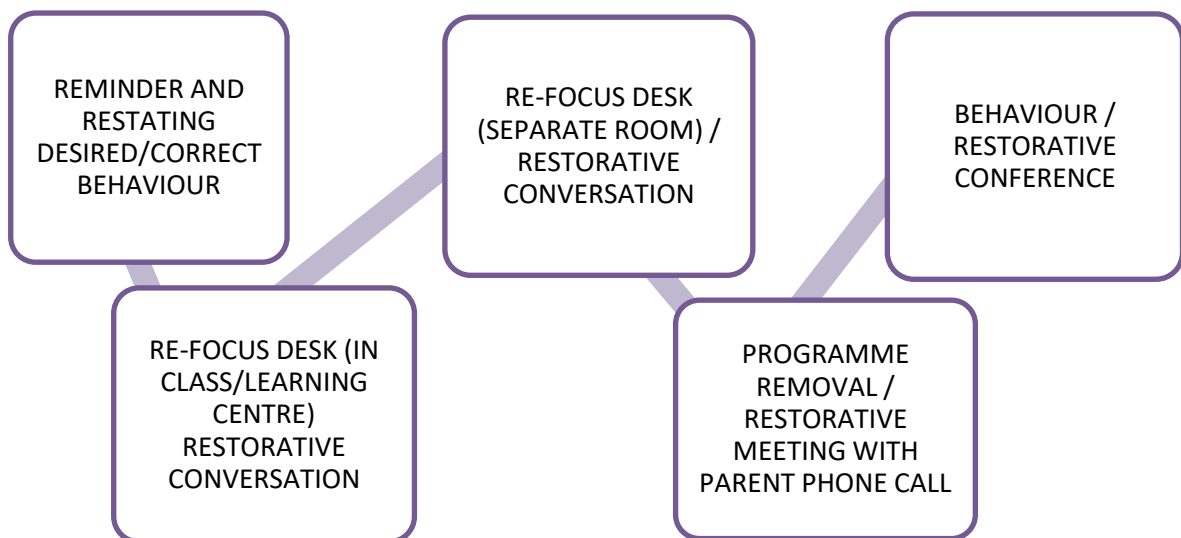 REMINDER AND
RESTATING
DESIRED/CORRECT
BEHAVIOUR
RE-FOCUS DESK (IN
CLASS/LEARNING
CENTRE)
RESTORATIVE
CONVERSATION
RE-FOCUS DESK
(SEPARATE ROOM) /
RESTORATIVE
CONVERSATION
PROGRAMME
REMOVAL /
RESTORATIVE
MEETING WITH
PARENT PHONE CALL
BEHAVIOUR /
RESTORATIVE
CONFERENCE